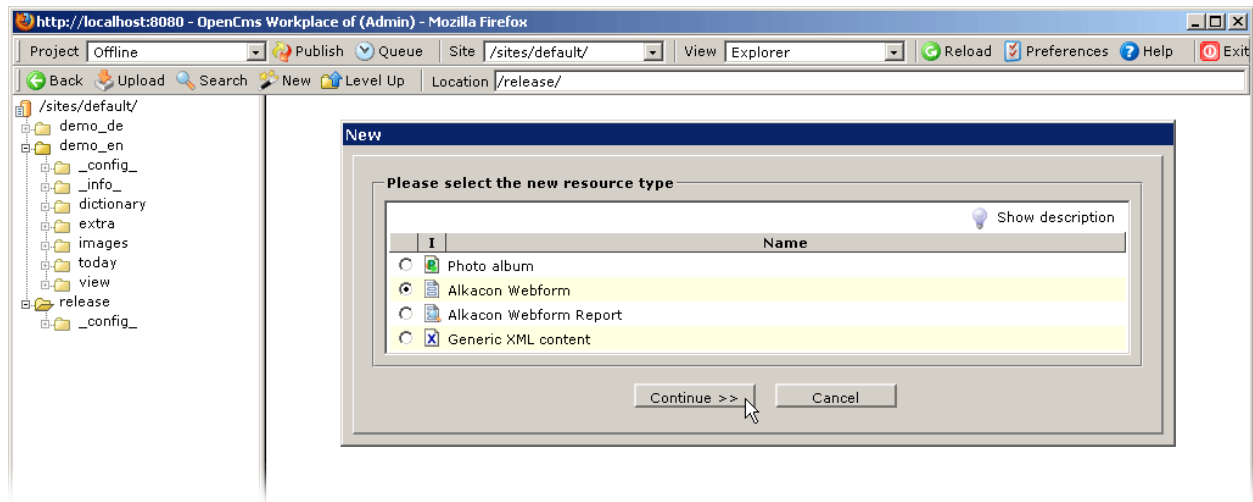 http://localhost:8080 - OpenCms Workplace of (Admin) - Mozilla Firefox
Project Offline Publish Queue Site /sites/default/ View Explorer Reload Preferences Help Exit
Back Upload Search New Level Up Location /release/
/sites/default/
demo_de
demo_en
_config_
_info_
dictionary
extra
images
today
view
release
_config_
New
Please select the new resource type
Show description
I Name
Photo album
Alkacon Webform
Alkacon Webform Report
Generic XML content
Continue >> Cancel